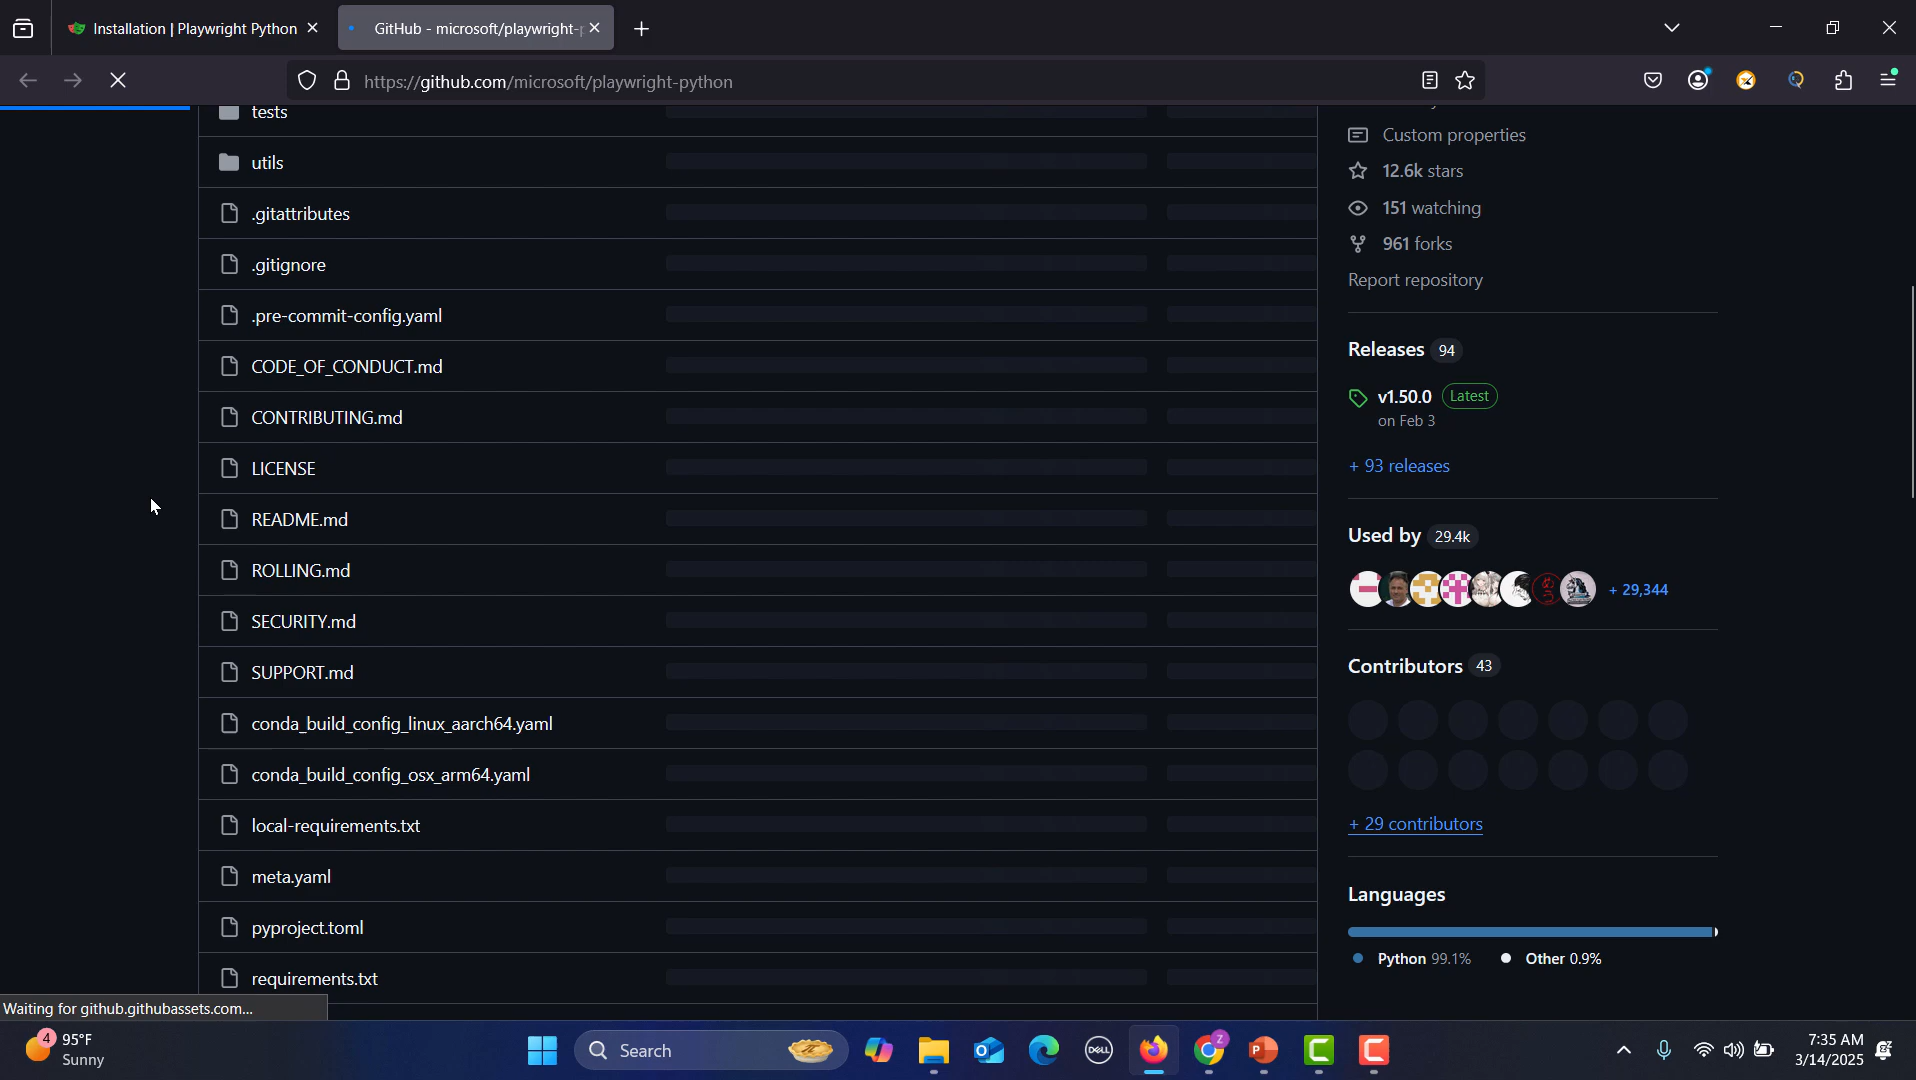 Installation | Playwright Python
GitHub - microsoft/playwright-p
https://github.com/microsoft/playwright-python
tests
utils
.gitattributes
.gitignore
.pre-commit-config.yaml
CODE_OF_CONDUCT.md
CONTRIBUTING.md
LICENSE
README.md
ROLLING.md
SECURITY.md
SUPPORT.md
conda_build_config_linux_aarch64.yaml
conda_build_config_osx_arm64.yaml
local-requirements.txt
meta.yaml
pyproject.toml
requirements.txt
Custom properties
12.6k stars
151 watching
961 forks
Report repository
Releases 94
v1.50.0 Latest
on Feb 3
+ 93 releases
Used by 29.4k
+ 29,344
Contributors 43
+ 29 contributors
Languages
Python 99.1% Other 0.9%
Waiting for github.githubassets.com...
4
95°F
Sunny
Search
DELL
Z
7:35 AM
3/14/2025